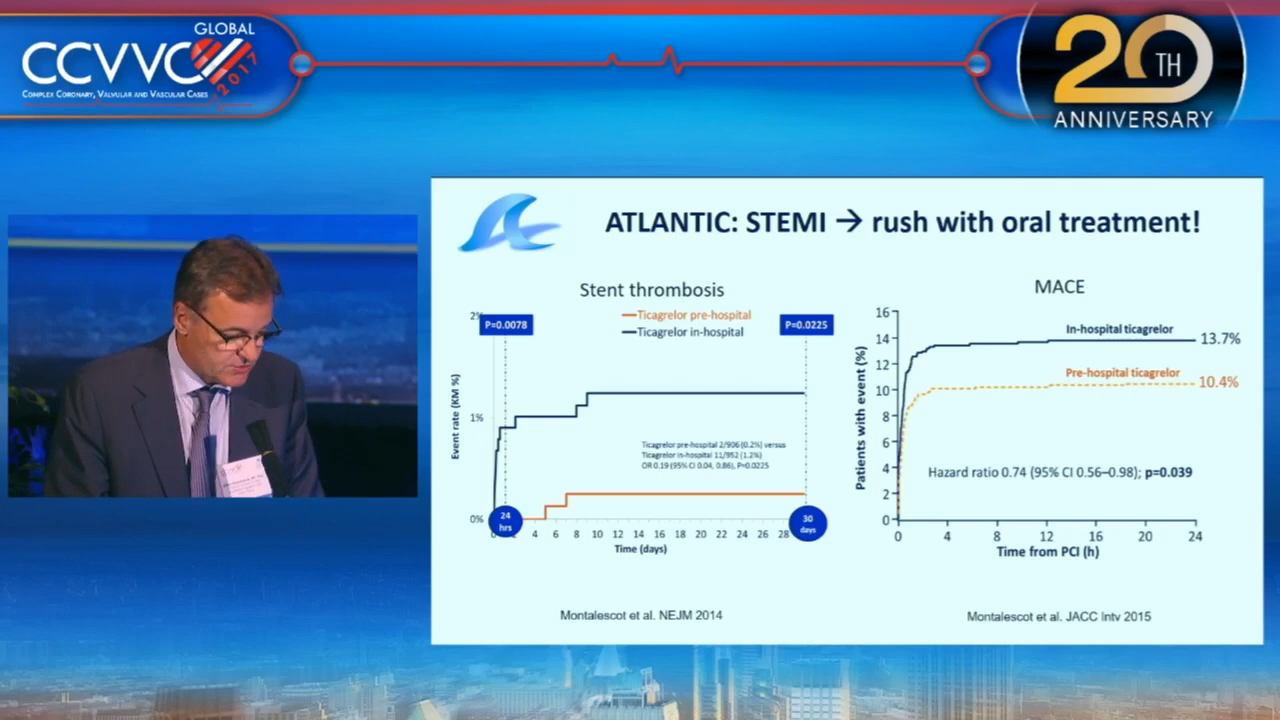 GLOBAL
CCVVC
2017
COMPLEX CORONARY, VALVULAR AND VASCULAR CASES
20TH
ANNIVERSARY
ATLANTIC: STEMI → rush with oral treatment!
Stent thrombosis
2%
P=0.0078
Ticagrelor pre-hospital
Ticagrelor in-hospital
P=0.0225
Event rate (KM %)
1%
Ticagrelor pre-hospital 2/906 (0.2%) versus
Ticagrelor in-hospital 11/952 (1.2%)
OR 0.19 (95% CI 0.04, 0.86), P=0.0225
0%
24 hrs
30 days
0 2 4 6 8 10 12 14 16 18 20 22 24 26 28
Time (days)
Montalescot et al. NEJM 2014
MACE
Patients with event (%)
16
14
12
10
8
6
4
2
0
In-hospital ticagrelor
13.7%
Pre-hospital ticagrelor
10.4%
Hazard ratio 0.74 (95% CI 0.56–0.98); p=0.039
0 4 8 12 16 20 24
Time from PCI (h)
Montalescot et al. JACC Intv 2015